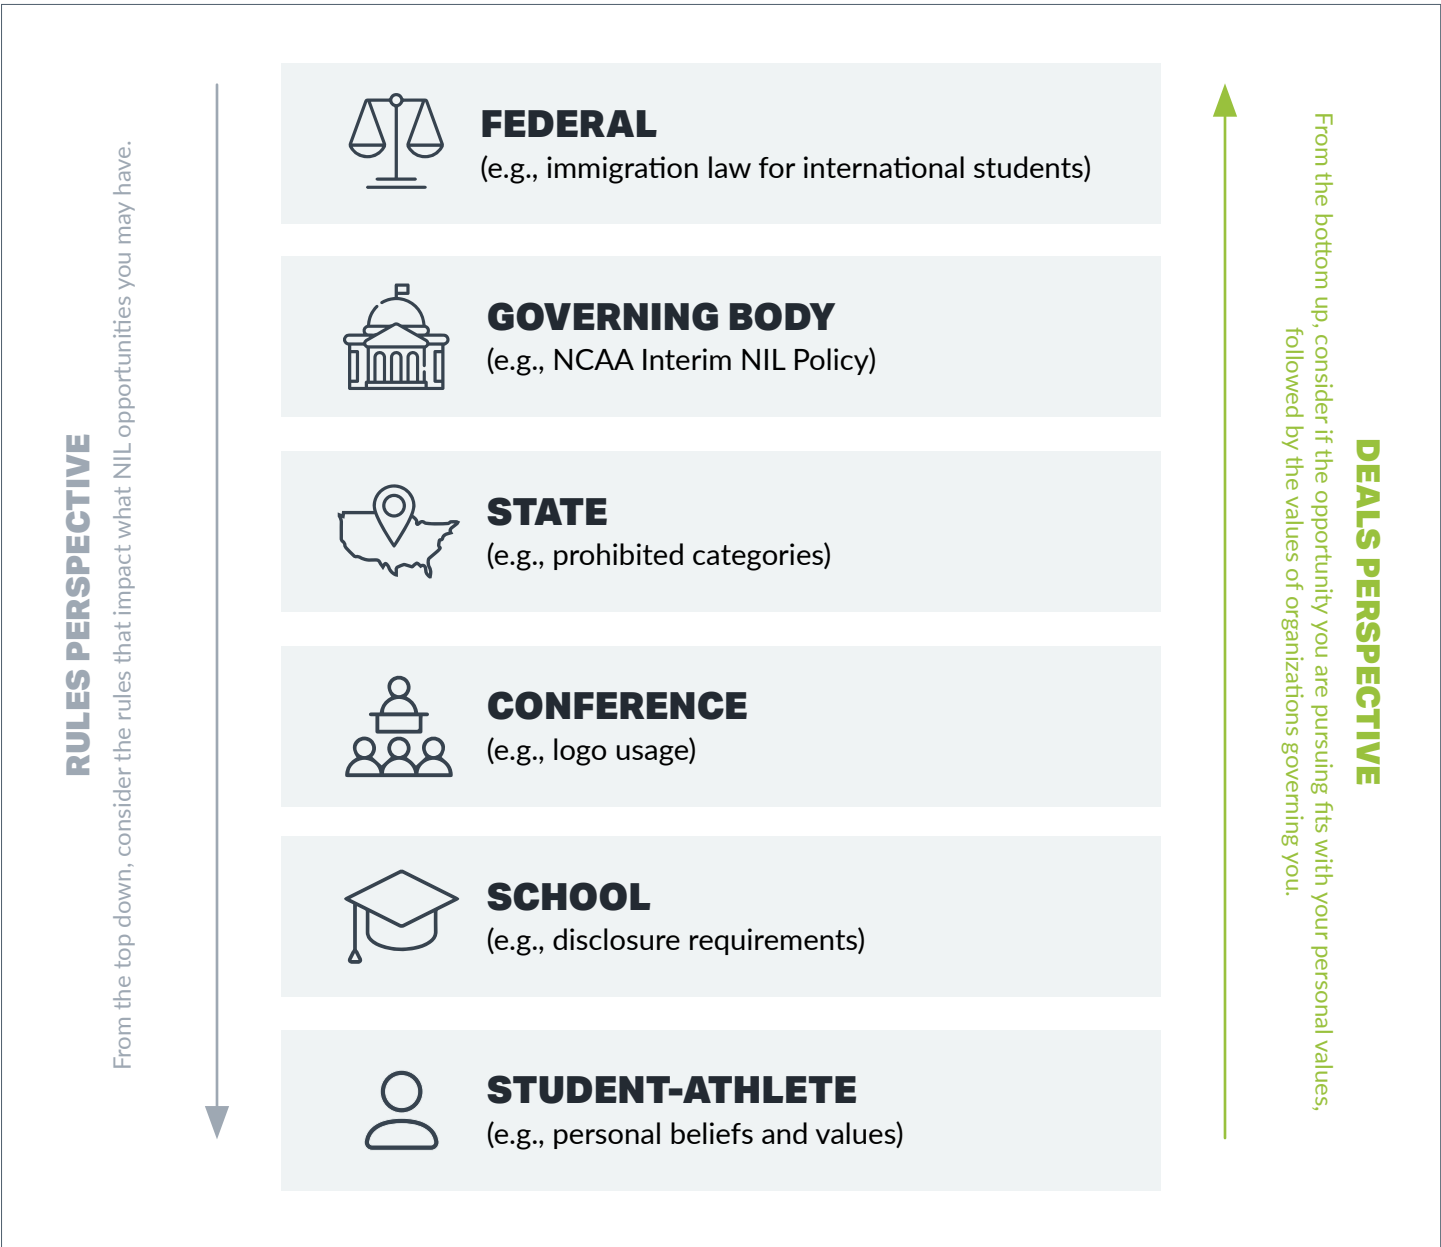 RULES PERSPECTIVE
From the top down, consider the rules that impact what NIL opportunities you may have.
FEDERAL
(e.g., immigration law for international students)
GOVERNING BODY
(e.g., NCAA Interim NIL Policy)
STATE
(e.g., prohibited categories)
CONFERENCE
(e.g., logo usage)
SCHOOL
(e.g., disclosure requirements)
STUDENT-ATHLETE
(e.g., personal beliefs and values)
DEALS PERSPECTIVE
From the bottom up, consider if the opportunity you are pursuing fits with your personal values,
followed by the values of organizations governing you.